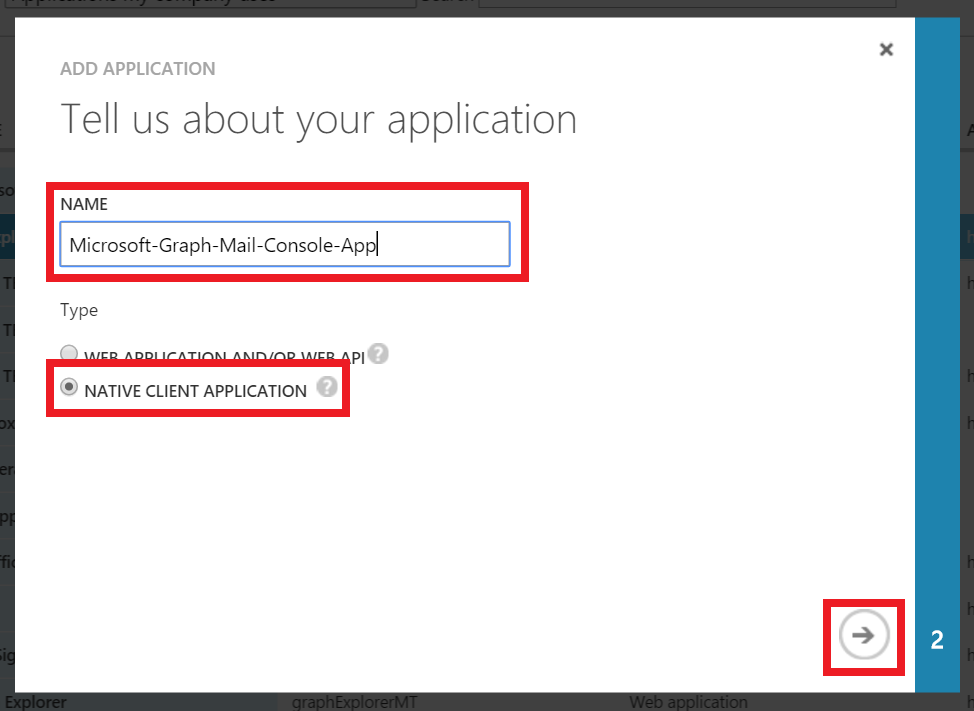 Search
ADD APPLICATION
Tell us about your application
NAME
Microsoft-Graph-Mail-Console-App
Type
WEB APPLICATION AND/OR WEB API ?
NATIVE CLIENT APPLICATION ?
2
Explorer graphExplorerMT Web application